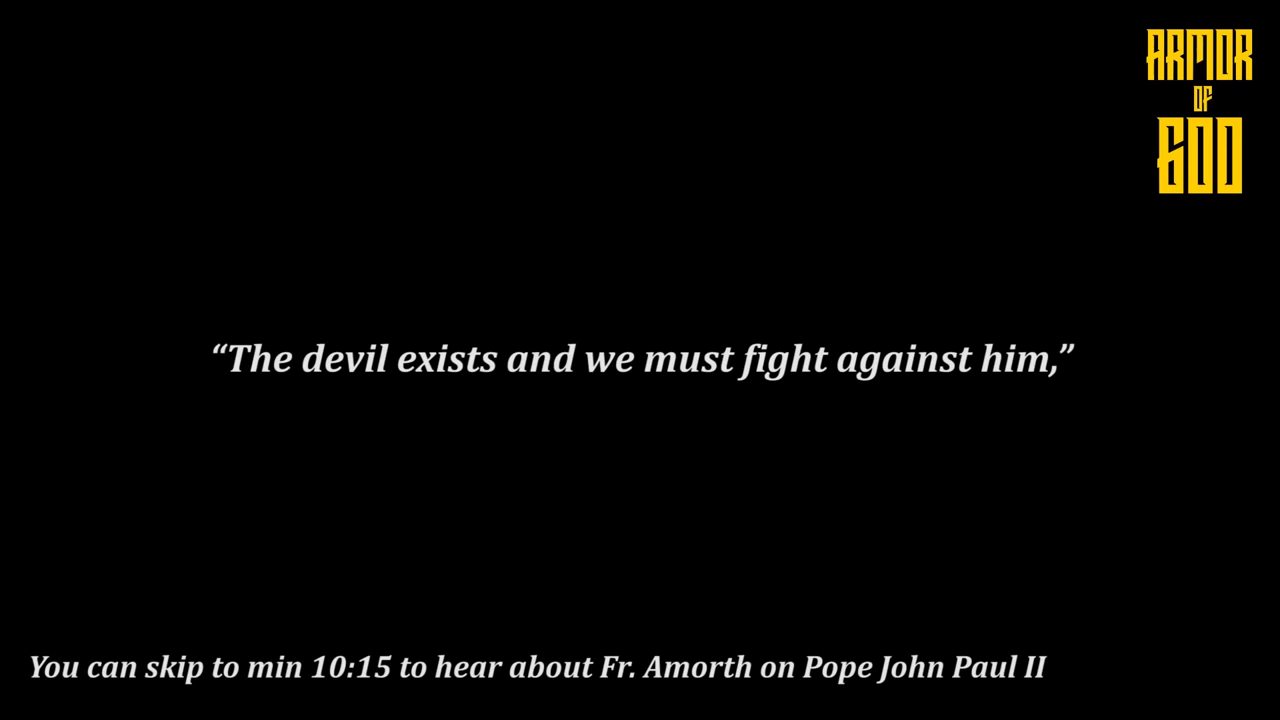 ARMOR
OF
GOD
“The devil exists and we must fight against him,”
You can skip to min 10:15 to hear about Fr. Amorth on Pope John Paul II